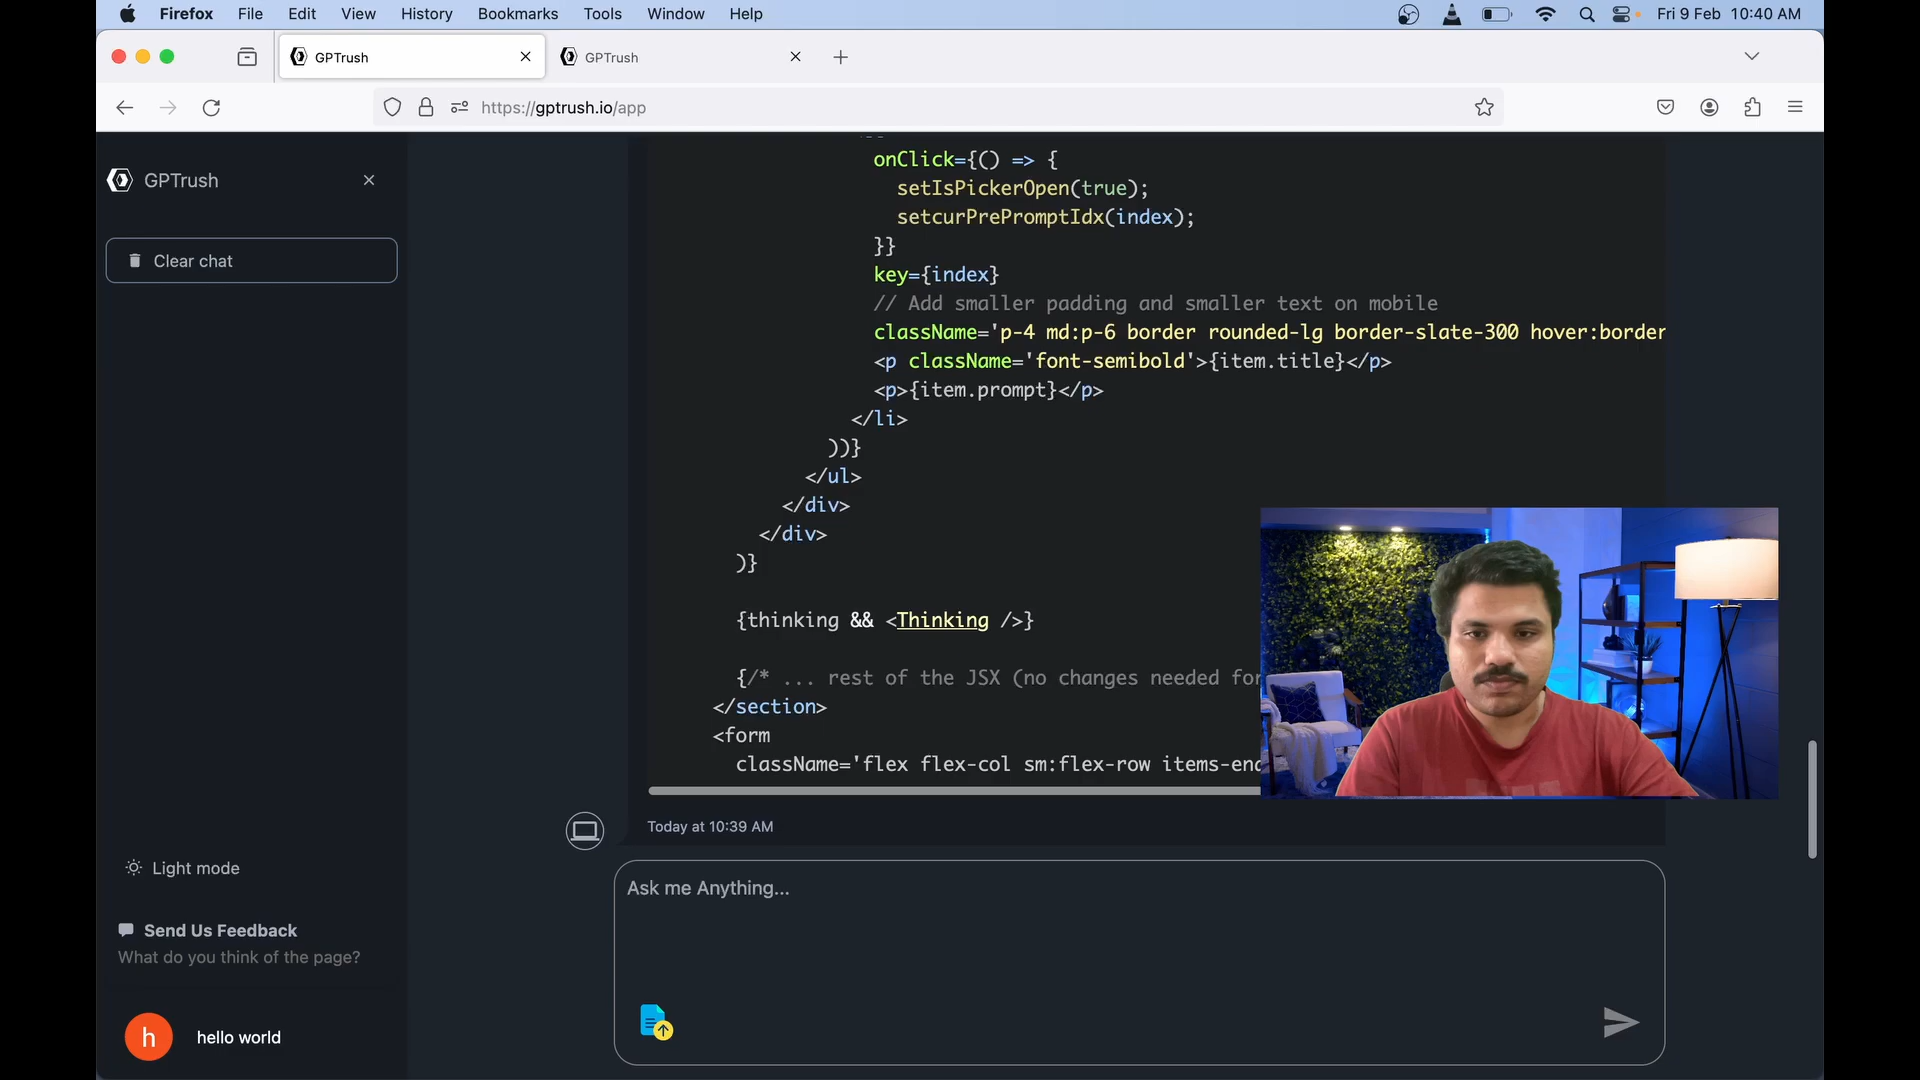 Firefox File Edit View History Bookmarks Tools Window Help Fri 9 Feb 10:40 AM
GPTrush GPTrush
https://gptrush.io/app
GPTrush
Clear chat
onClick={() => {
setIsPickerOpen(true);
setcurPrePromptIdx(index);
}}
key={index}
// Add smaller padding and smaller text on mobile
className='p-4 md:p-6 border rounded-lg border-slate-300 hover:border
<p className='font-semibold'>{item.title}</p>
<p>{item.prompt}</p>
</li>
))}
</ul>
</div>
</div>
)}
{thinking && <Thinking />}
{/* ... rest of the JSX (no changes needed for
</section>
<form
className='flex flex-col sm:flex-row items-end
Today at 10:39 AM
Ask me Anything...
Light mode
Send Us Feedback
What do you think of the page?
h hello world